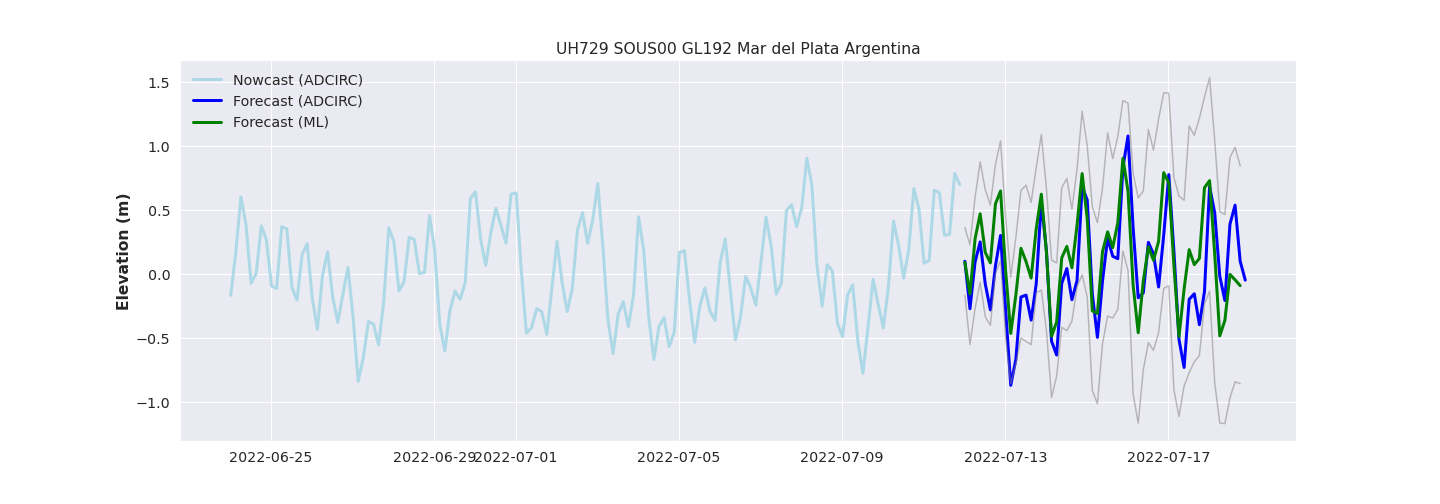 UH729 SOUS00 GL192 Mar del Plata Argentina
Nowcast (ADCIRC)
Forecast (ADCIRC)
Forecast (ML)
Elevation (m)
1.5
1.0
0.5
0.0
−0.5
−1.0
2022-06-25
2022-06-29
2022-07-01
2022-07-05
2022-07-09
2022-07-13
2022-07-17